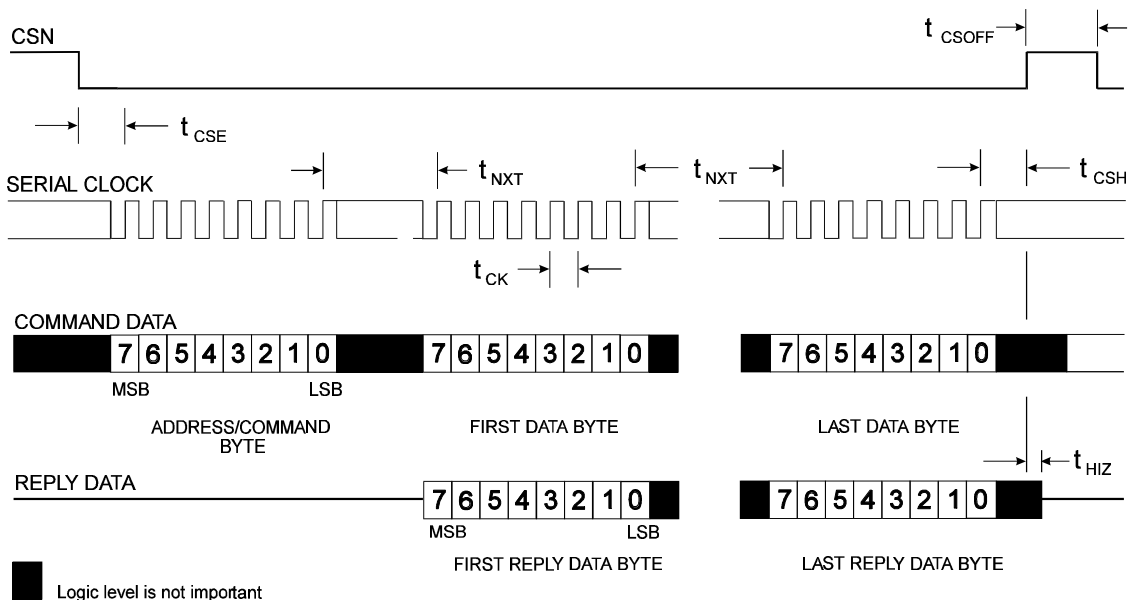 CSN
t CSOFF
t CSE
SERIAL CLOCK
t NXT
t NXT
t CSH
t CK
COMMAND DATA
7 6 5 4 3 2 1 0
7 6 5 4 3 2 1 0
7 6 5 4 3 2 1 0
MSB
LSB
ADDRESS/COMMAND
BYTE
FIRST DATA BYTE
LAST DATA BYTE
t HIZ
REPLY DATA
7 6 5 4 3 2 1 0
7 6 5 4 3 2 1 0
MSB
LSB
FIRST REPLY DATA BYTE
LAST REPLY DATA BYTE
Logic level is not important